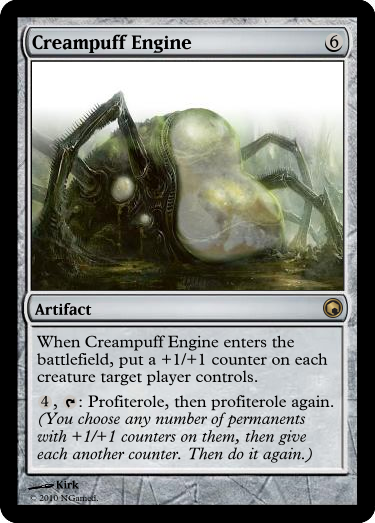 Creampuff Engine 6
Artifact
When Creampuff Engine enters the
battlefield, put a +1/+1 counter on each
creature target player controls.
4 , : Profiterole, then profiterole again.
(You choose any number of permanents
with +1/+1 counters on them, then give
each another counter. Then do it again.)
Kirk
© 2010 NGamed.